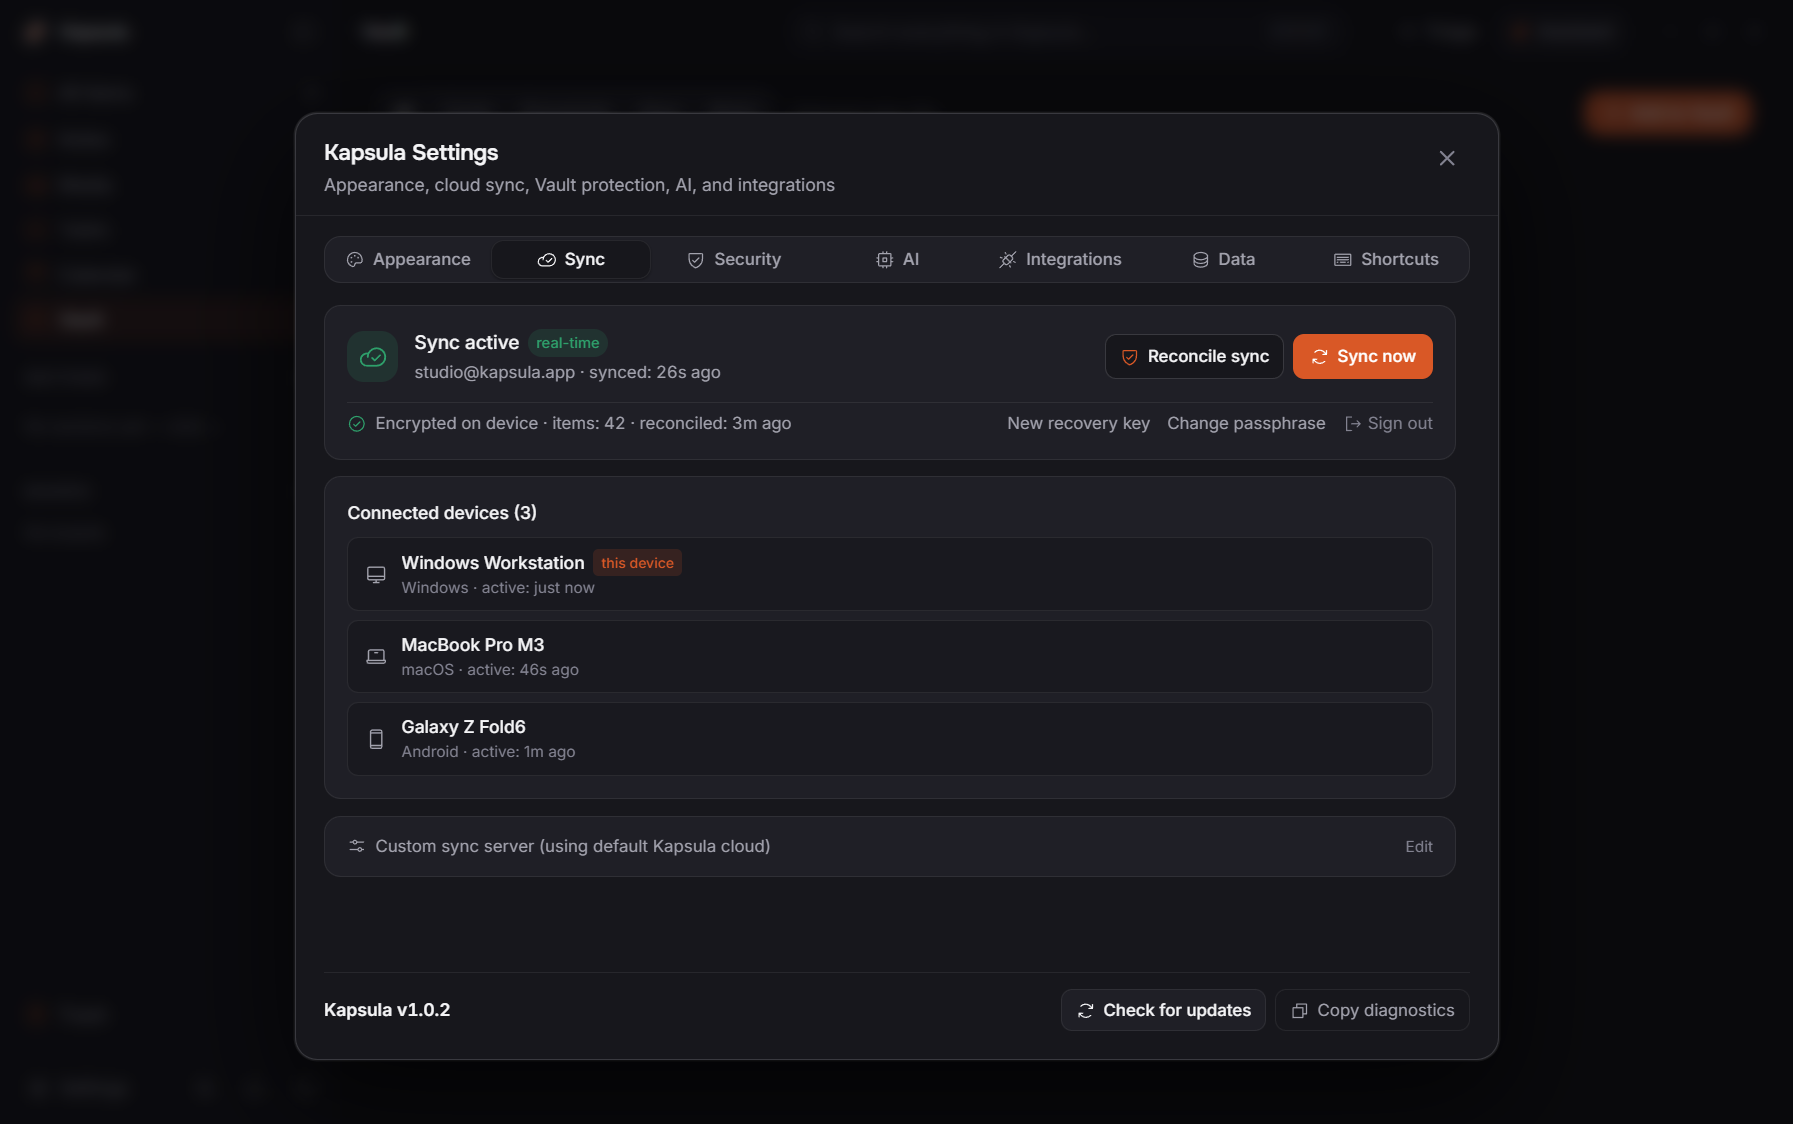 Kapsula Settings
Appearance, cloud sync, Vault protection, AI, and integrations
Appearance
Sync
Security
AI
Integrations
Data
Shortcuts
Sync active
real-time
studio@kapsula.app · synced: 26s ago
Reconcile sync
Sync now
Encrypted on device · items: 42 · reconciled: 3m ago
New recovery key
Change passphrase
Sign out
Connected devices (3)
Windows Workstation
this device
Windows · active: just now
MacBook Pro M3
macOS · active: 46s ago
Galaxy Z Fold6
Android · active: 1m ago
Custom sync server (using default Kapsula cloud)
Edit
Kapsula v1.0.2
Check for updates
Copy diagnostics